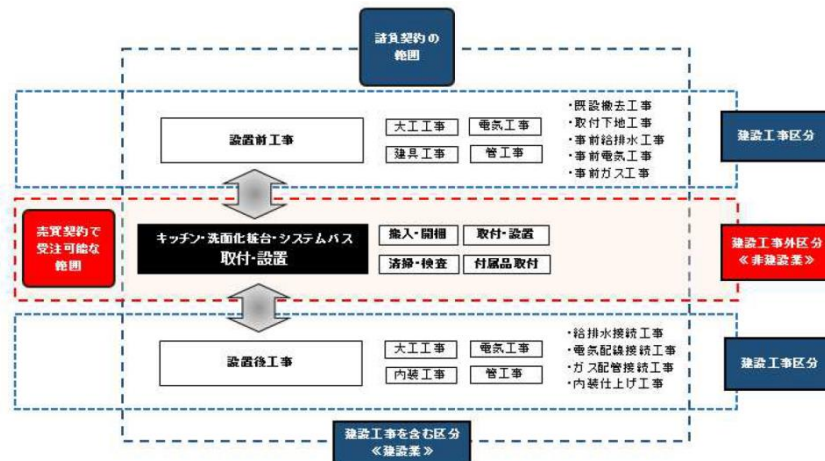 請負契約の
範囲
設置前工事
大工工事
電気工事
建具工事
管工事
・既設撤去工事
・取付下地工事
・事前給排水工事
・事前電気工事
・事前ガス工事
建設工事区分
売買契約で
受注可能な
範囲
キッチン・洗面化粧台・システムバス
取付・設置
搬入・開梱
取付・設置
清掃・検査
付属品取付
建設工事外区分
≪非建設業≫
設置後工事
大工工事
電気工事
内装工事
管工事
・給排水接続工事
・電気配線接続工事
・ガス配管接続工事
・内装仕上げ工事
建設工事区分
建設工事を含む区分
≪建設業≫